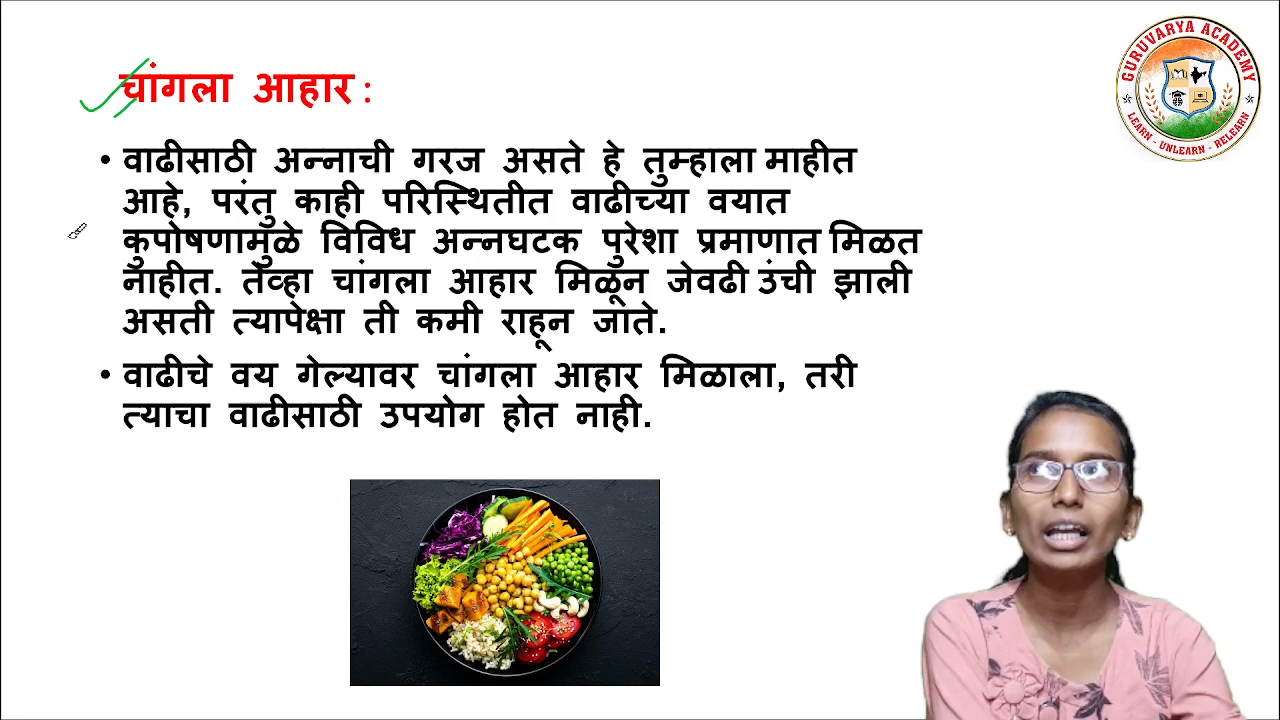 चांगला आहार :
• वाढीसाठी अन्नाची गरज असते हे तुम्हाला माहीत
आहे, परंतु काही परिस्थितीत वाढीच्या वयात
कुपोषणामुळे विविध अन्नघटक पुरेशा प्रमाणात मिळत
नाहीत. तेव्हा चांगला आहार मिळून जेवढी उंची झाली
असती त्यापेक्षा ती कमी राहून जाते.
• वाढीचे वय गेल्यावर चांगला आहार मिळाला, तरी
त्याचा वाढीसाठी उपयोग होत नाही.
GURUVARYA ACADEMY
LEARN - UNLEARN - RELEARN